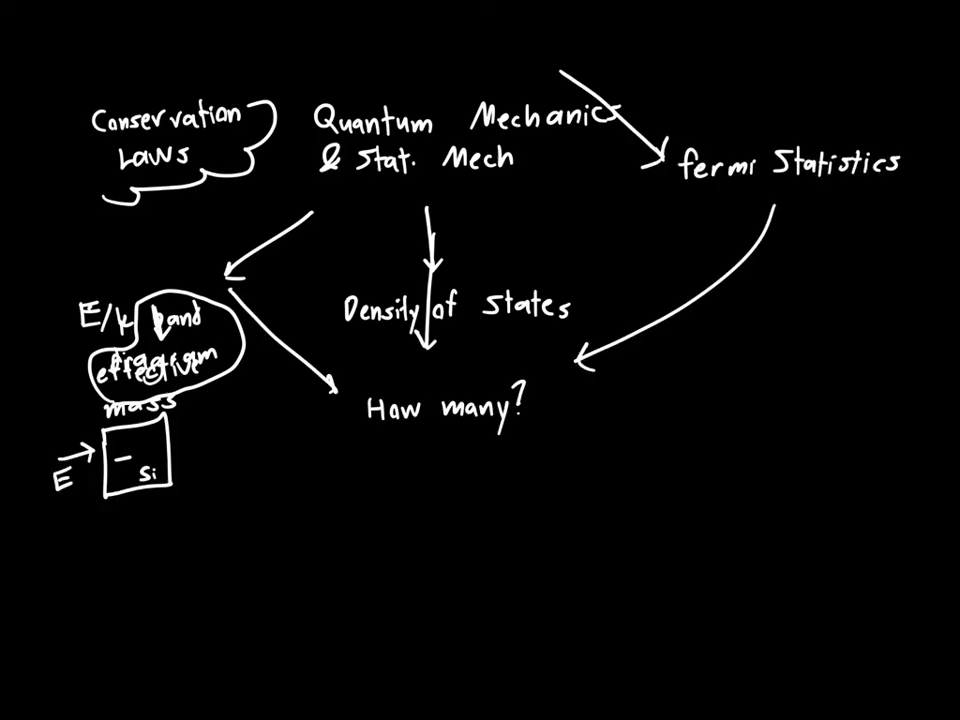 Conservation
Laws
Quantum Mechanics
& Stat. Mech
fermi Statistics
E/k band
diagram
effective
mass
Density of States
How many?
E
Si